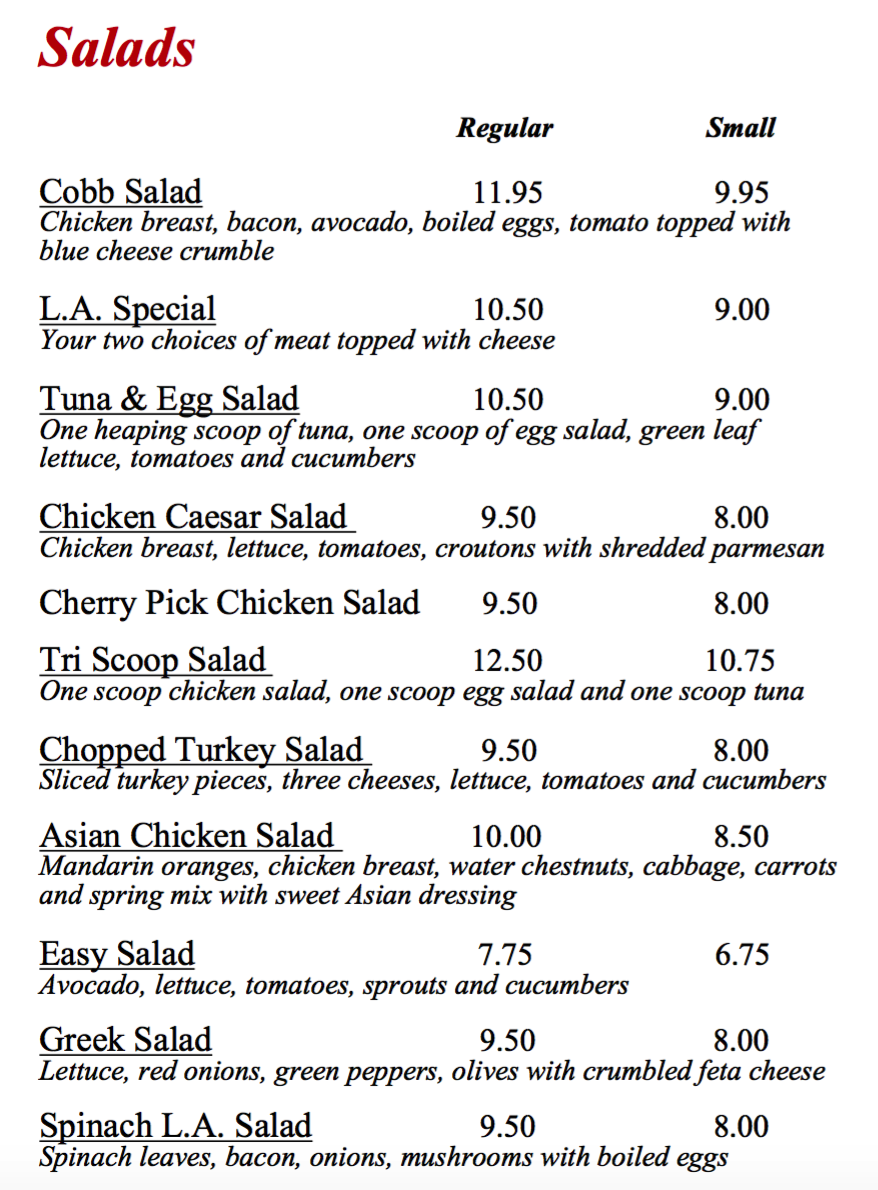 Salads
Regular Small
Cobb Salad 11.95 9.95
Chicken breast, bacon, avocado, boiled eggs, tomato topped with
blue cheese crumble
L.A. Special 10.50 9.00
Your two choices of meat topped with cheese
Tuna & Egg Salad 10.50 9.00
One heaping scoop of tuna, one scoop of egg salad, green leaf
lettuce, tomatoes and cucumbers
Chicken Caesar Salad 9.50 8.00
Chicken breast, lettuce, tomatoes, croutons with shredded parmesan
Cherry Pick Chicken Salad 9.50 8.00
Tri Scoop Salad 12.50 10.75
One scoop chicken salad, one scoop egg salad and one scoop tuna
Chopped Turkey Salad 9.50 8.00
Sliced turkey pieces, three cheeses, lettuce, tomatoes and cucumbers
Asian Chicken Salad 10.00 8.50
Mandarin oranges, chicken breast, water chestnuts, cabbage, carrots
and spring mix with sweet Asian dressing
Easy Salad 7.75 6.75
Avocado, lettuce, tomatoes, sprouts and cucumbers
Greek Salad 9.50 8.00
Lettuce, red onions, green peppers, olives with crumbled feta cheese
Spinach L.A. Salad 9.50 8.00
Spinach leaves, bacon, onions, mushrooms with boiled eggs